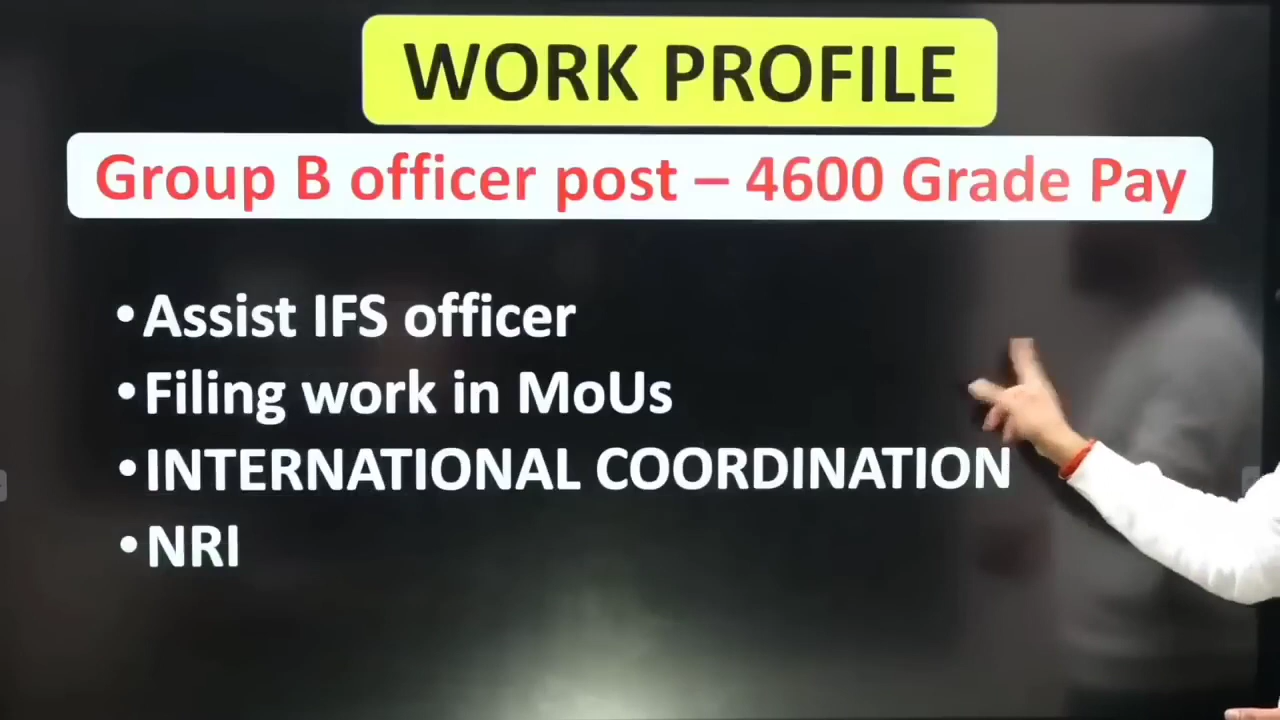 WORK PROFILE
Group B officer post – 4600 Grade Pay
•Assist IFS officer
•Filing work in MoUs
•INTERNATIONAL COORDINATION
•NRI